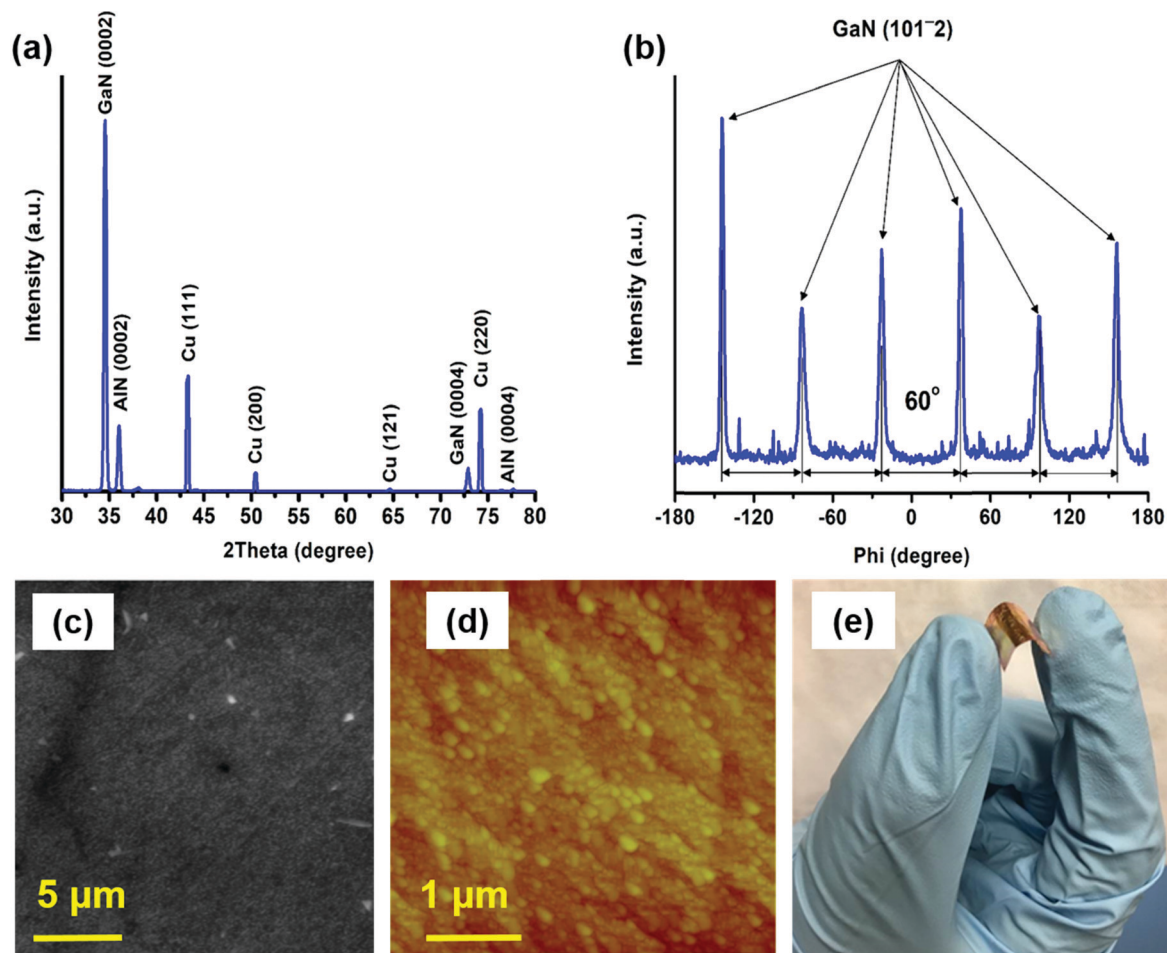 (a)
GaN (0002)
AlN (0002)
Cu (111)
Cu (200)
Cu (121)
GaN (0004)
Cu (220)
AlN (0004)
Intensity (a.u.)
30 35 40 45 50 55 60 65 70 75 80
2Theta (degree)
(b)
GaN (101⁻2)
Intensity (a.u.)
60°
-180 -120 -60 0 60 120 180
Phi (degree)
(c)
5 μm
(d)
1 μm
(e)